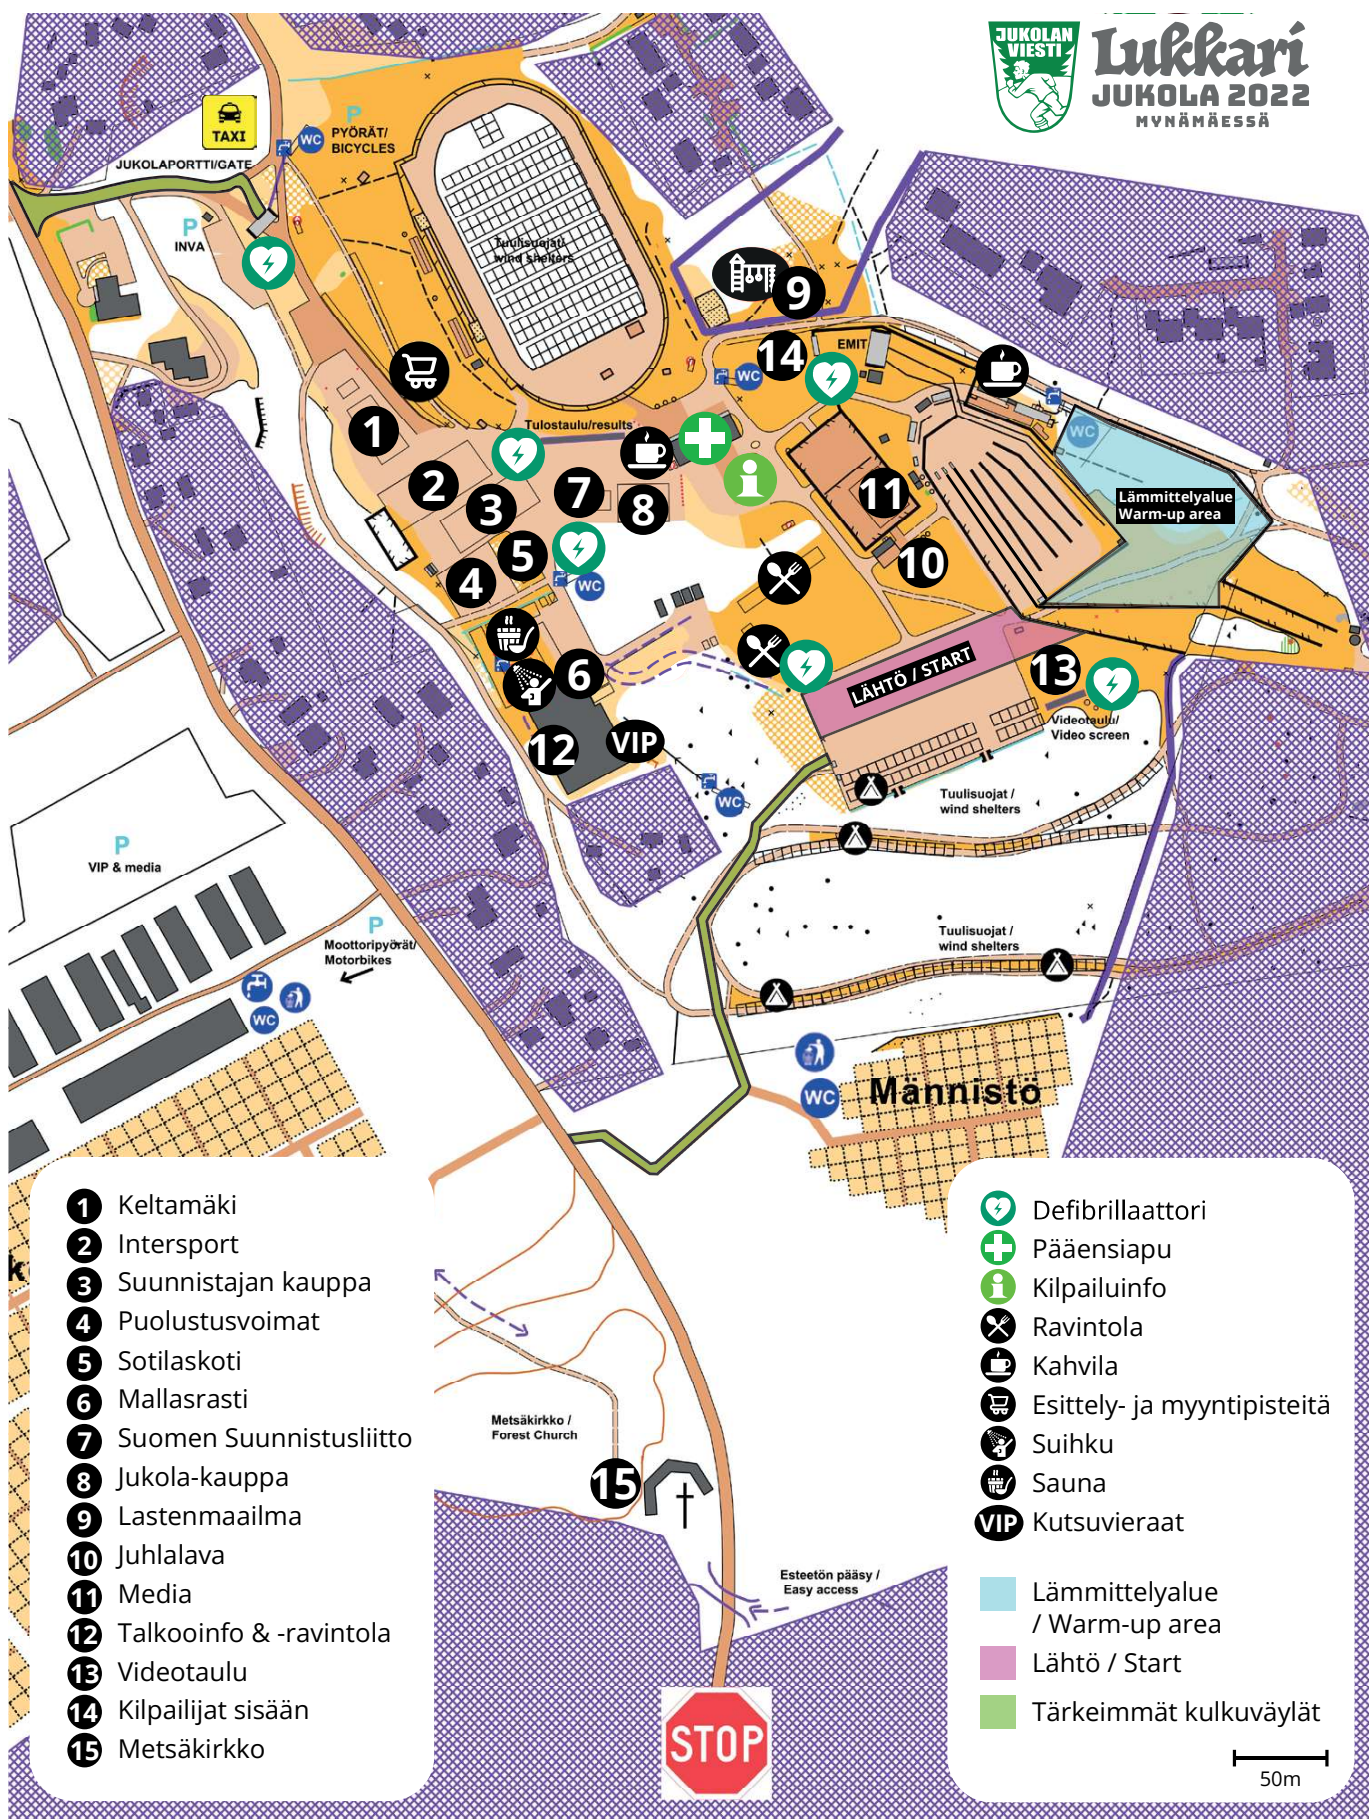 JUKOLAN
VIESTI
Lukkari
JUKOLA 2022
MYNÄMÄESSÄ
TAXI
P
PYÖRÄT/
BICYCLES
WC
JUKOLAPORTTI/GATE
P
INVA
Tuulisuojat/
wind shelters
9
14
EMIT
WC
1
Tulostaulu/results
WC
2
3
7
8
11
Lämmittelyalue
Warm-up area
5
4
10
WC
6
LÄHTÖ / START
13
12
VIP
Videotaulu/
Video screen
WC
Tuulisuojat /
wind shelters
P
VIP & media
P
Moottoripyörät/
Motorbikes
Tuulisuojat /
wind shelters
WC
WC
Männistö
k
1 Keltamäki
2 Intersport
3 Suunnistajan kauppa
4 Puolustusvoimat
5 Sotilaskoti
6 Mallasrasti
7 Suomen Suunnistusliitto
8 Jukola-kauppa
9 Lastenmaailma
10 Juhlalava
11 Media
12 Talkooinfo & -ravintola
13 Videotaulu
14 Kilpailijat sisään
15 Metsäkirkko
Metsäkirkko /
Forest Church
15
Esteetön pääsy /
Easy access
STOP
Defibrillaattori
Pääensiapu
Kilpailuinfo
Ravintola
Kahvila
Esittely- ja myyntipisteitä
Suihku
Sauna
VIP Kutsuvieraat
Lämmittelyalue
/ Warm-up area
Lähtö / Start
Tärkeimmät kulkuväylät
50m